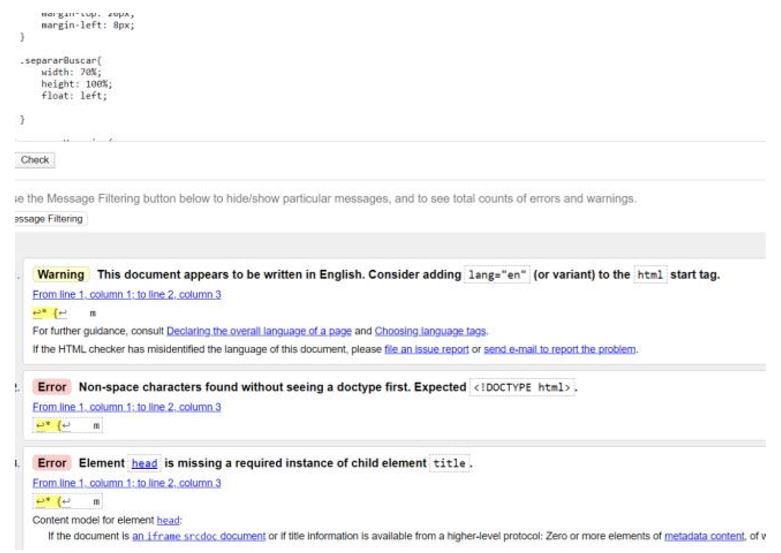 margin-top: 20px;
margin-left: 8px;
}
.separarBuscar{
width: 70%;
height: 100%;
float: left;
}
Check
se the Message Filtering button below to hide/show particular messages, and to see total counts of errors and warnings.
essage Filtering
Warning This document appears to be written in English. Consider adding lang="en" (or variant) to the html start tag.
From line 1, column 1; to line 2, column 3
↩* {↩ m
For further guidance, consult Declaring the overall language of a page and Choosing language tags.
If the HTML checker has misidentified the language of this document, please file an issue report or send e-mail to report the problem.
2. Error Non-space characters found without seeing a doctype first. Expected <!DOCTYPE html>.
From line 1, column 1; to line 2, column 3
↩* {↩ m
Error Element head is missing a required instance of child element title.
From line 1, column 1; to line 2, column 3
↩* {↩ m
Content model for element head:
If the document is an iframe srcdoc document or if title information is available from a higher-level protocol: Zero or more elements of metadata content, of w